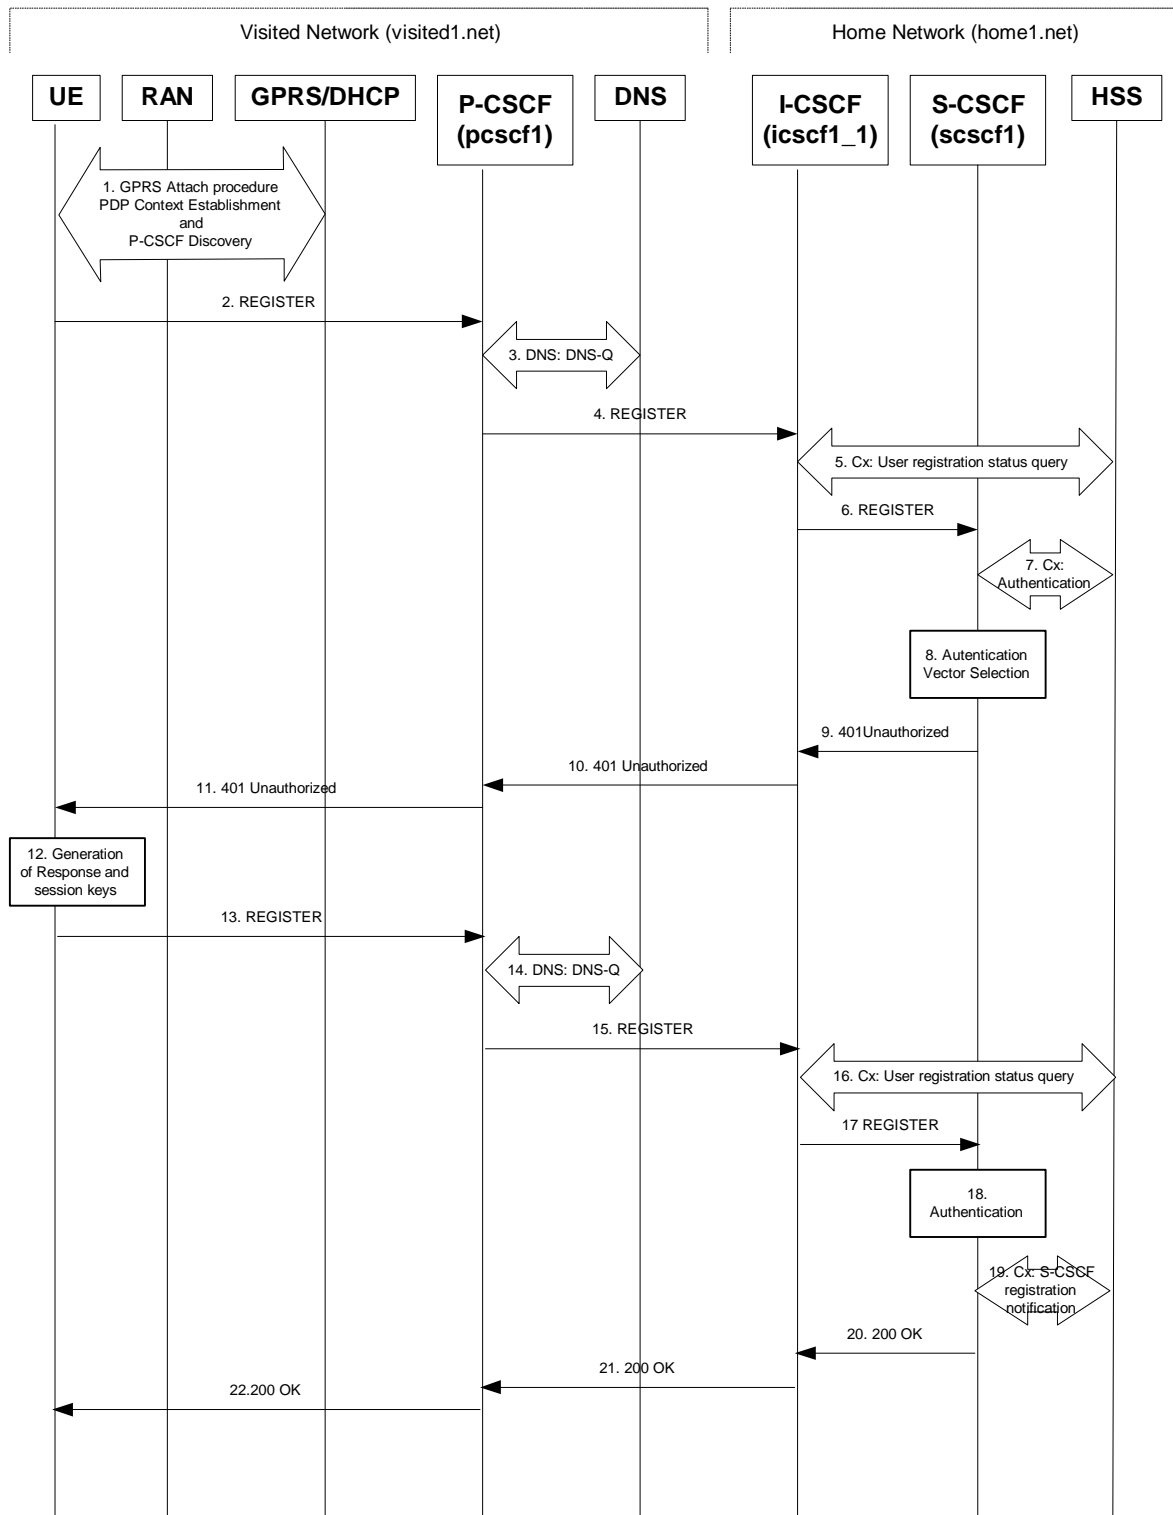 Visited Network (visited1.net)
Home Network (home1.net)
UE
RAN
GPRS/DHCP
P-CSCF
(pcscf1)
DNS
I-CSCF
(icscf1_1)
S-CSCF
(scscf1)
HSS
1. GPRS Attach procedure
PDP Context Establishment
and
P-CSCF Discovery
2. REGISTER
3. DNS: DNS-Q
4. REGISTER
5. Cx: User registration status query
6. REGISTER
7. Cx:
Authentication
8. Autentication
Vector Selection
9. 401Unauthorized
10. 401 Unauthorized
11. 401 Unauthorized
12. Generation
of Response and
session keys
13. REGISTER
14. DNS: DNS-Q
15. REGISTER
16. Cx: User registration status query
17 REGISTER
18.
Authentication
19. Cx: S-CSCF
registration
notification
20. 200 OK
21. 200 OK
22.200 OK